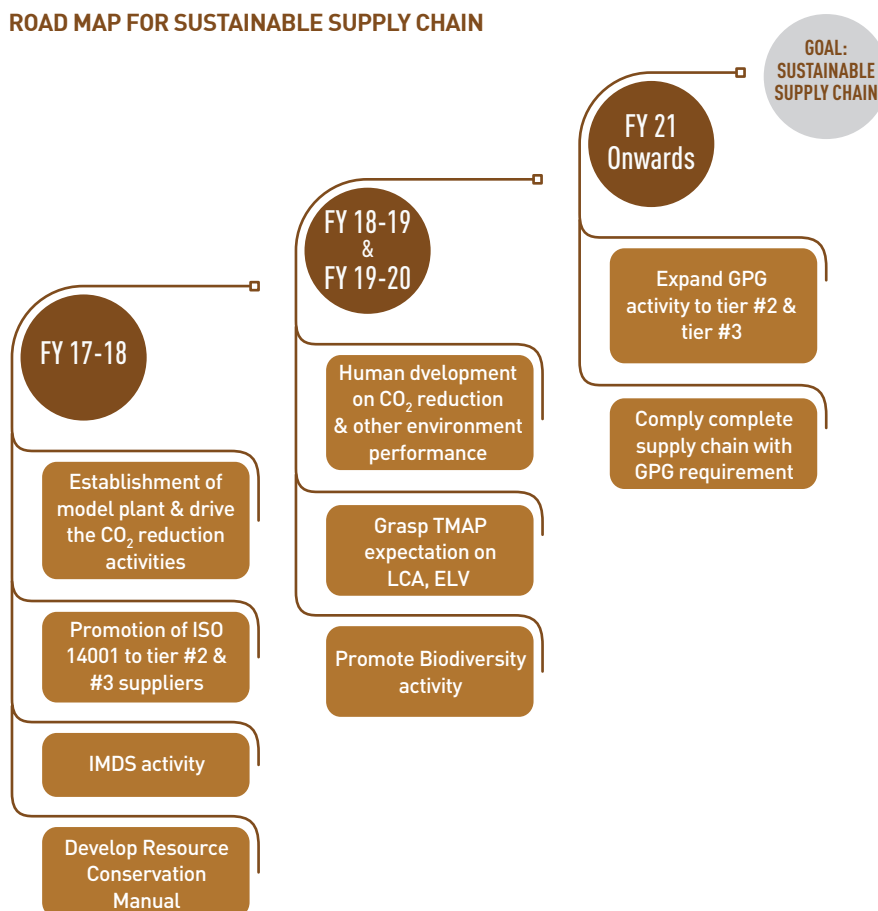 ROAD MAP FOR SUSTAINABLE SUPPLY CHAIN
GOAL:
SUSTAINABLE
SUPPLY CHAIN
FY 17-18
Establishment of
model plant & drive
the CO₂ reduction
activities
Promotion of ISO
14001 to tier #2 &
#3 suppliers
IMDS activity
Develop Resource
Conservation
Manual
FY 18-19
&
FY 19-20
Human dvelopment
on CO₂ reduction
& other environment
performance
Grasp TMAP
expectation on
LCA, ELV
Promote Biodiversity
activity
FY 21
Onwards
Expand GPG
activity to tier #2 &
tier #3
Comply complete
supply chain with
GPG requirement